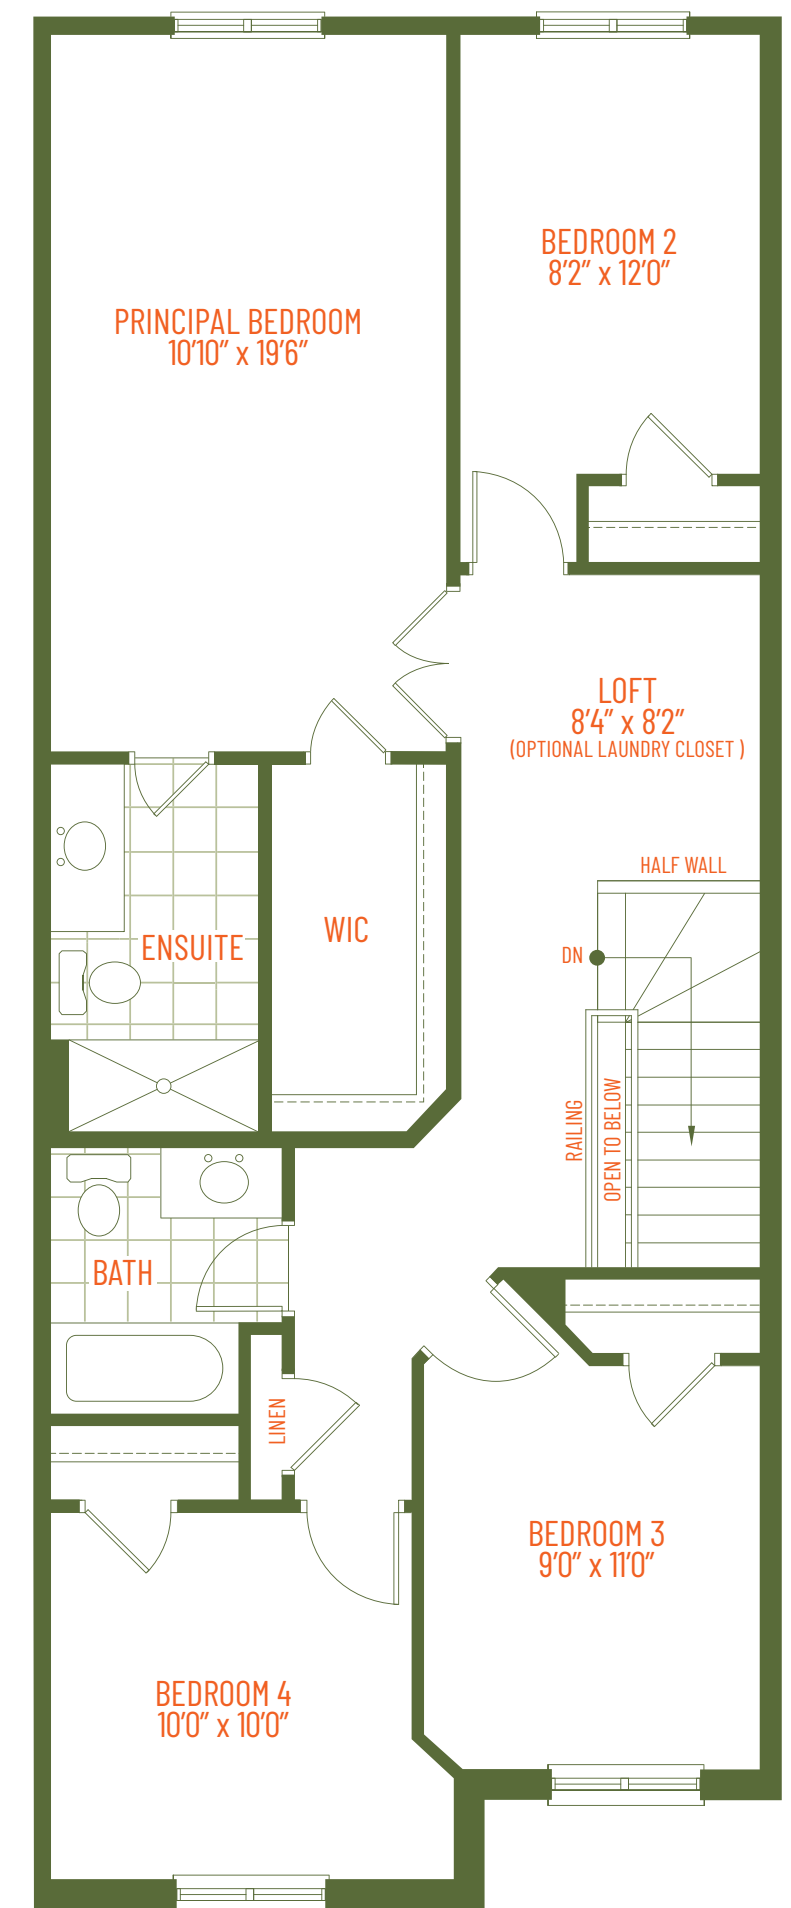 BEDROOM 2
8'2" x 12'0"
PRINCIPAL BEDROOM
10'10" x 19'6"
LOFT
8'4" x 8'2"
(OPTIONAL LAUNDRY CLOSET )
HALF WALL
DN
ENSUITE
WIC
RAILING
OPEN TO BELOW
BATH
LINEN
BEDROOM 3
9'0" x 11'0"
BEDROOM 4
10'0" x 10'0"